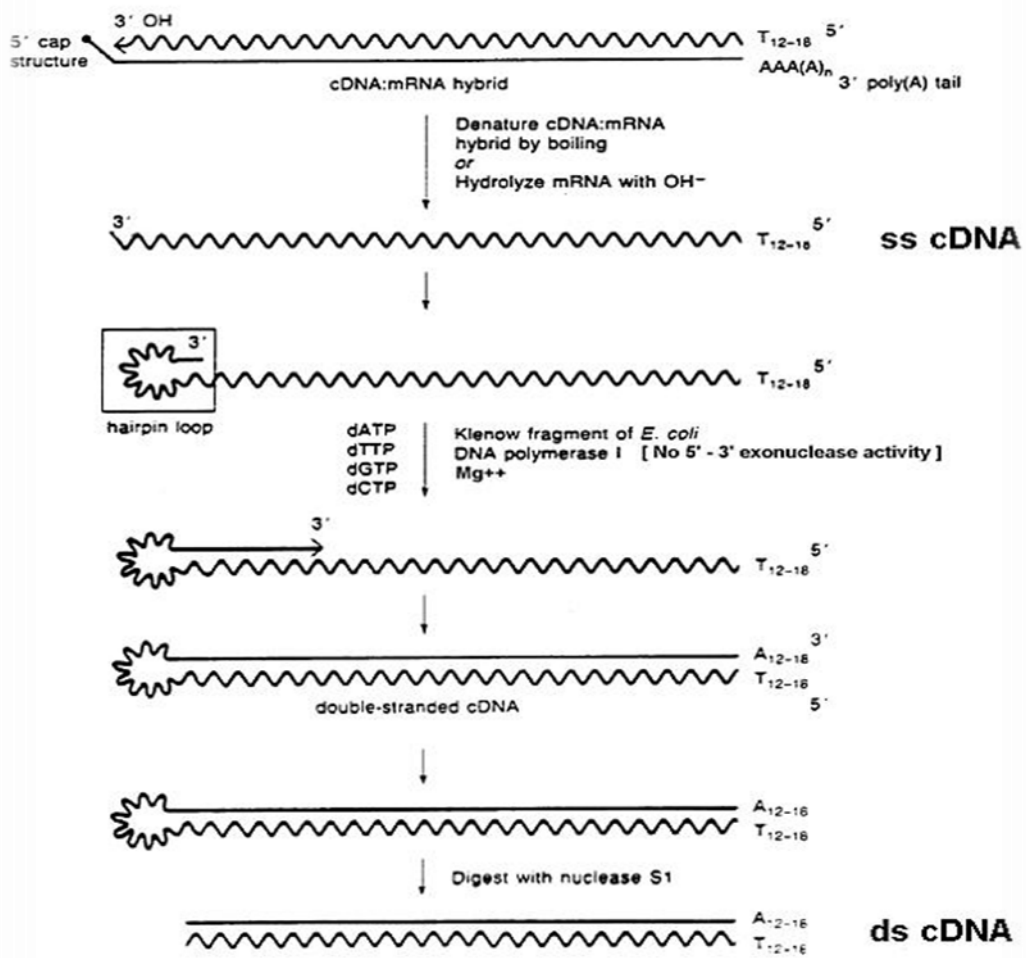 3′ OH
5′ cap
structure
T₁₂₋₁₈ 5′
AAA(A)ₙ
3′ poly(A) tail
cDNA:mRNA hybrid
Denature cDNA:mRNA
hybrid by boiling
or
Hydrolyze mRNA with OH⁻
3′
T₁₂₋₁₈ 5′
ss cDNA
3′
T₁₂₋₁₈ 5′
hairpin loop
dATP
dTTP
dGTP
dCTP
Klenow fragment of E. coli
DNA polymerase I [ No 5' - 3' exonuclease activity ]
Mg++
3′
T₁₂₋₁₈ 5′
A₁₂₋₁₈ 3′
T₁₂₋₁₈
5′
double-stranded cDNA
A₁₂₋₁₈
T₁₂₋₁₈
Digest with nuclease S1
A₋₂₋₁₈
T₁₂₋₁₈
ds cDNA